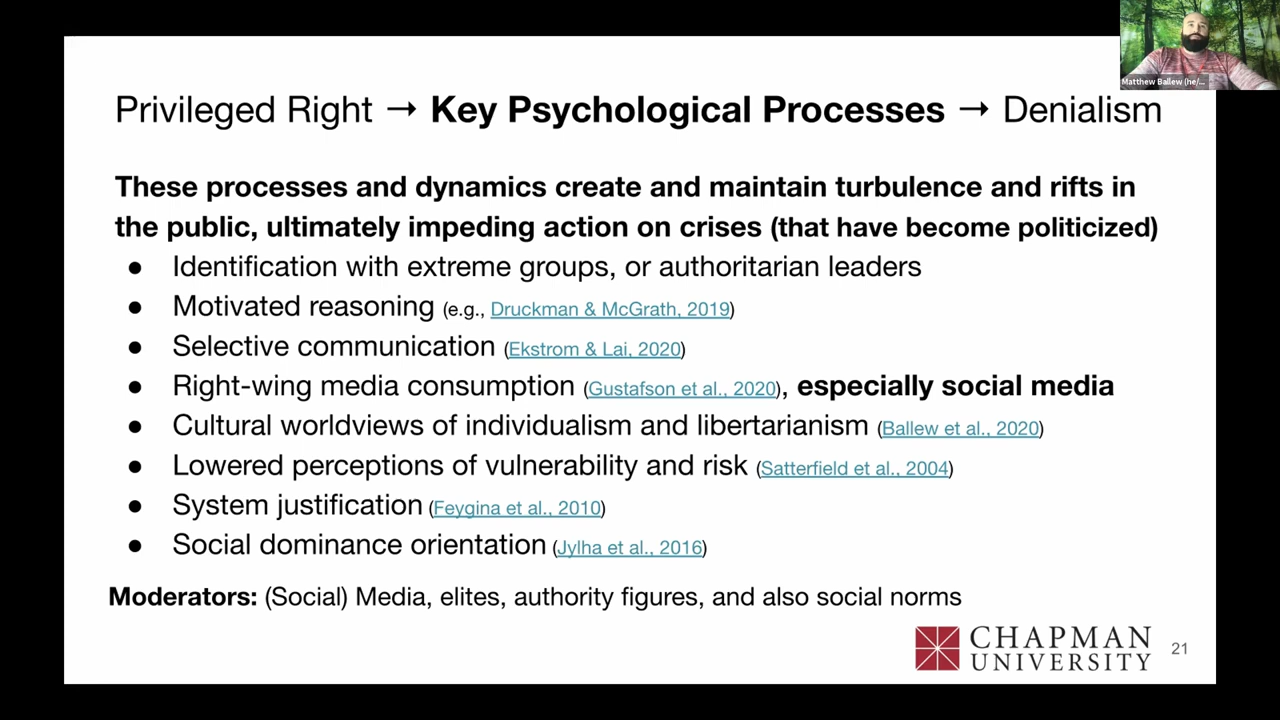 Matthew Ballew (he/...
Privileged Right → Key Psychological Processes → Denialism
These processes and dynamics create and maintain turbulence and rifts in
the public, ultimately impeding action on crises (that have become politicized)
● Identification with extreme groups, or authoritarian leaders
● Motivated reasoning (e.g., Druckman & McGrath, 2019)
● Selective communication (Ekstrom & Lai, 2020)
● Right-wing media consumption (Gustafson et al., 2020), especially social media
● Cultural worldviews of individualism and libertarianism (Ballew et al., 2020)
● Lowered perceptions of vulnerability and risk (Satterfield et al., 2004)
● System justification (Feygina et al., 2010)
● Social dominance orientation (Jylha et al., 2016)
Moderators: (Social) Media, elites, authority figures, and also social norms
CHAPMAN
UNIVERSITY
21